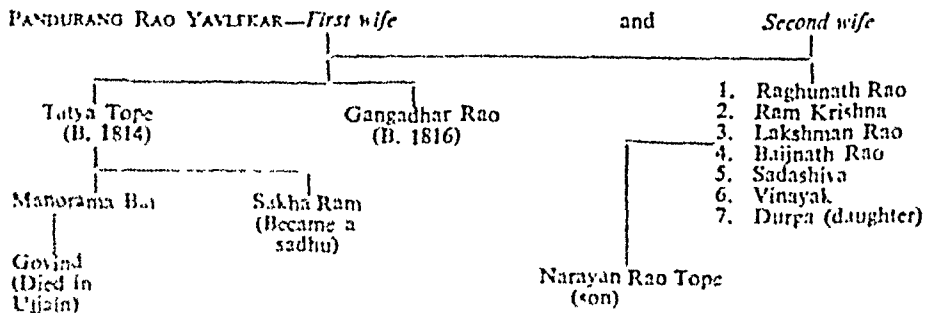 PANDURANG RAO YAVLEKAR—First wife and Second wife
Tatya Tope
(B. 1814)
Gangadhar Rao
(B. 1816)
1. Raghunath Rao
2. Ram Krishna
3. Lakshman Rao
4. Baijnath Rao
5. Sadashiva
6. Vinayak
7. Durga (daughter)
Manorama Bai
Sakha Ram
(Became a
sadhu)
Govind
(Died in
Ujjain)
Narayan Rao Tope
(son)